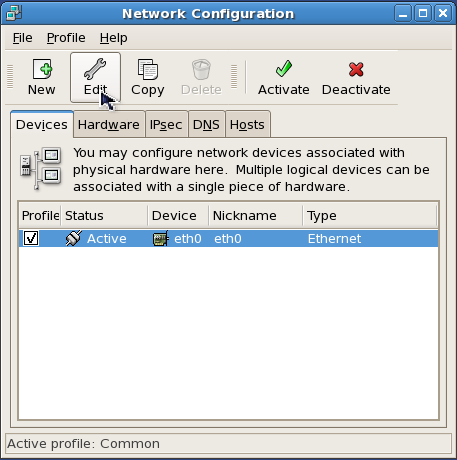 Network Configuration
File Profile Help
New Edit Copy Delete Activate Deactivate
Devices Hardware IPsec DNS Hosts
You may configure network devices associated with
physical hardware here. Multiple logical devices can be
associated with a single piece of hardware.
Profile Status Device Nickname Type
Active eth0 eth0 Ethernet
Active profile: Common